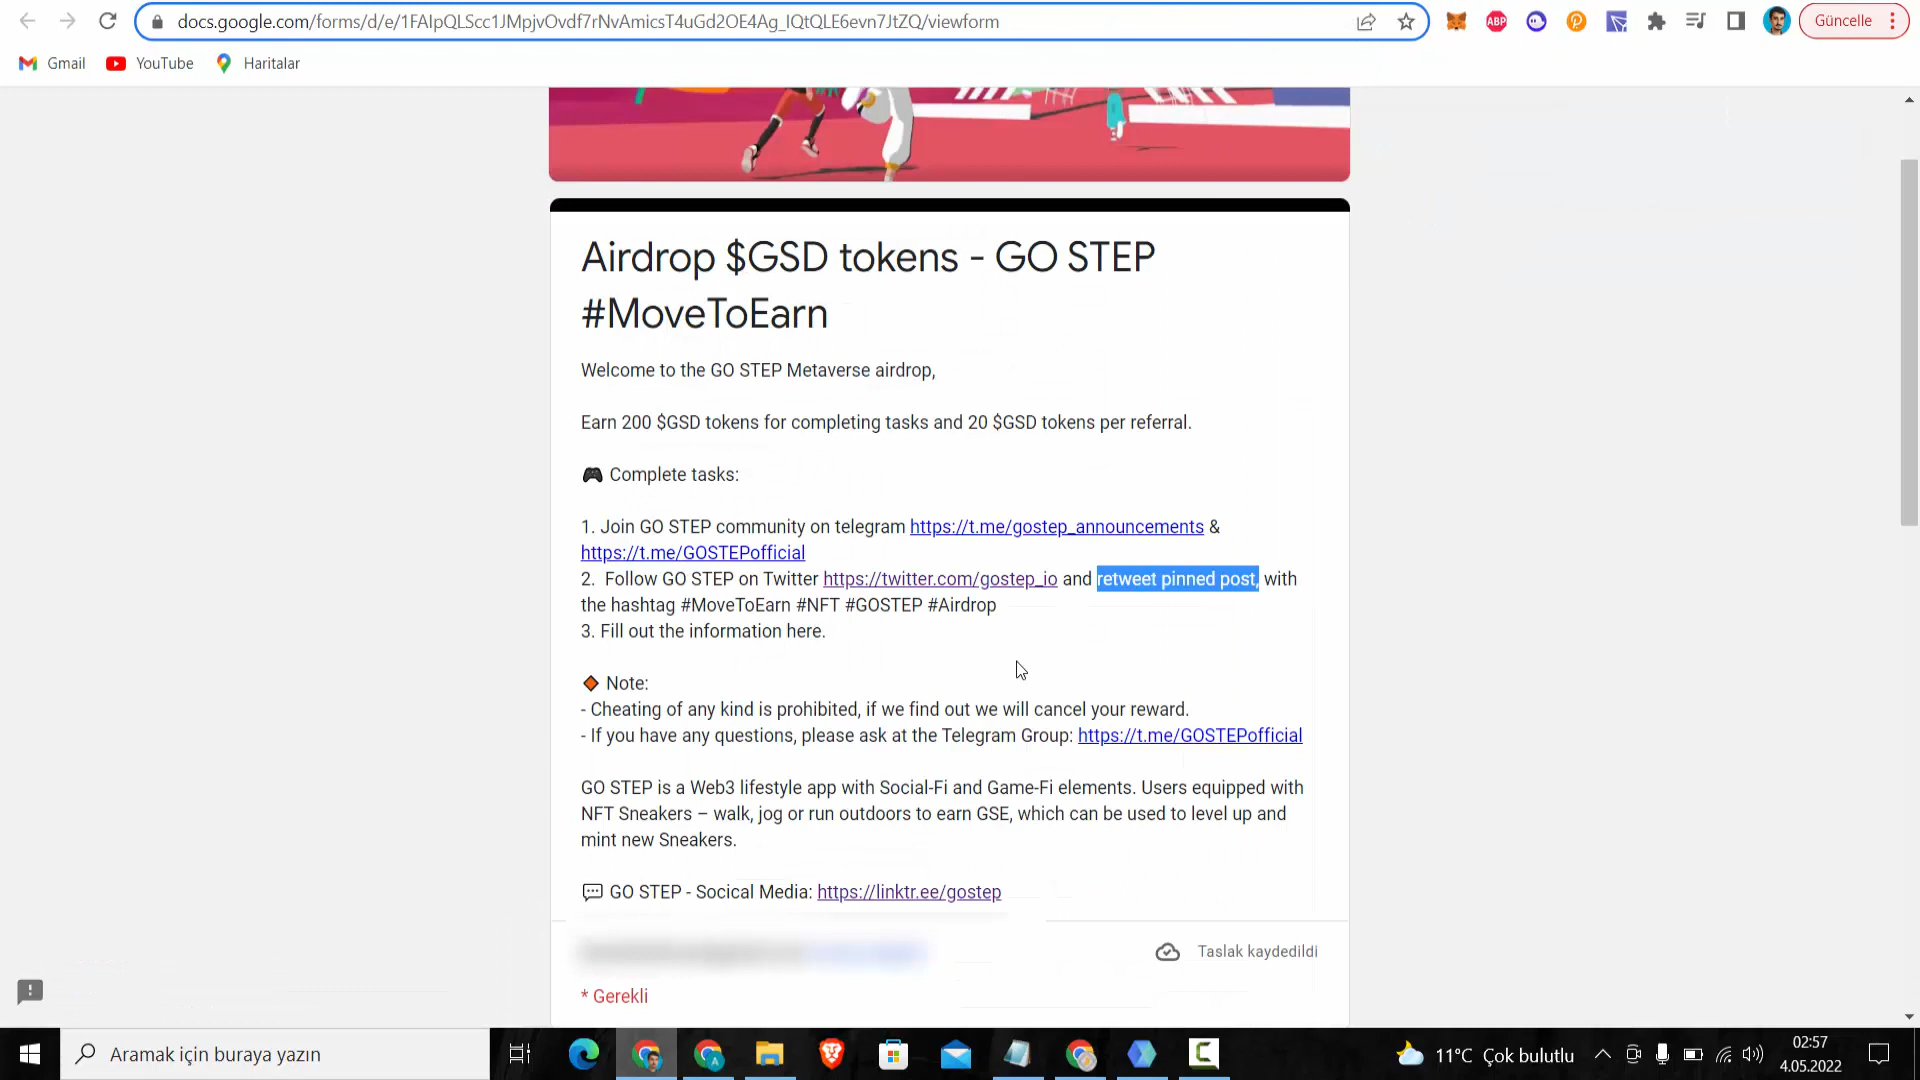 docs.google.com/forms/d/e/1FAIpQLScc1JMpjvOvdf7rNvAmicsT4uGd2OE4Ag_IQtQLE6evn7JtZQ/viewform
ABP
Güncelle
Gmail
YouTube
Haritalar
Airdrop $GSD tokens - GO STEP
#MoveToEarn
Welcome to the GO STEP Metaverse airdrop,
Earn 200 $GSD tokens for completing tasks and 20 $GSD tokens per referral.
🎮 Complete tasks:
1. Join GO STEP community on telegram https://t.me/gostep_announcements &
https://t.me/GOSTEPofficial
2. Follow GO STEP on Twitter https://twitter.com/gostep_io and retweet pinned post, with
the hashtag #MoveToEarn #NFT #GOSTEP #Airdrop
3. Fill out the information here.
🔶 Note:
- Cheating of any kind is prohibited, if we find out we will cancel your reward.
- If you have any questions, please ask at the Telegram Group: https://t.me/GOSTEPofficial
GO STEP is a Web3 lifestyle app with Social-Fi and Game-Fi elements. Users equipped with
NFT Sneakers – walk, jog or run outdoors to earn GSE, which can be used to level up and
mint new Sneakers.
💬 GO STEP - Socical Media: https://linktr.ee/gostep
Taslak kaydedildi
* Gerekli
Aramak için buraya yazın
11°C Çok bulutlu
02:57
4.05.2022